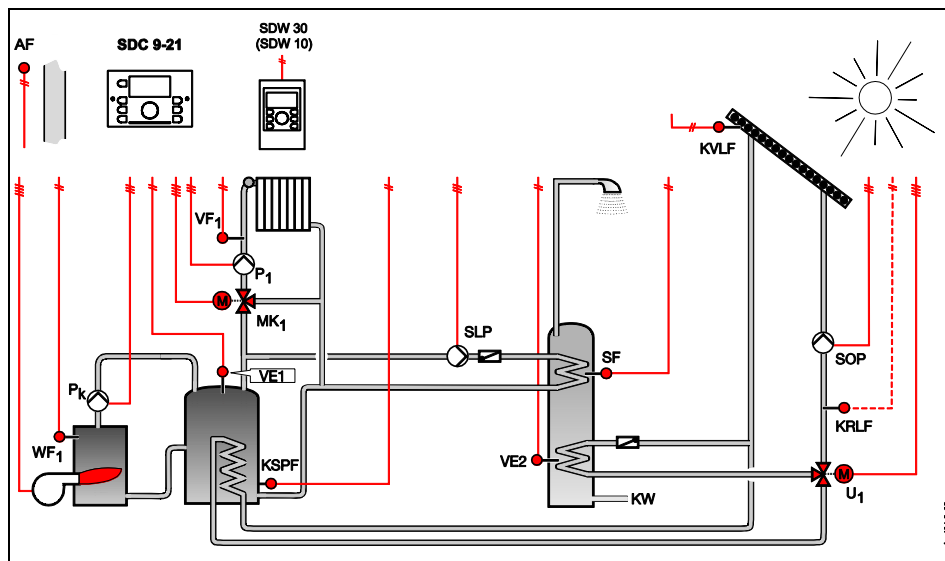 AF
SDC 9-21
SDW 30
(SDW 10)
KVLF
VF1
P1
M
MK1
SLP
SF
SOP
VE1
Pk
KRLF
WF1
KSPF
VE2
M
U1
KW